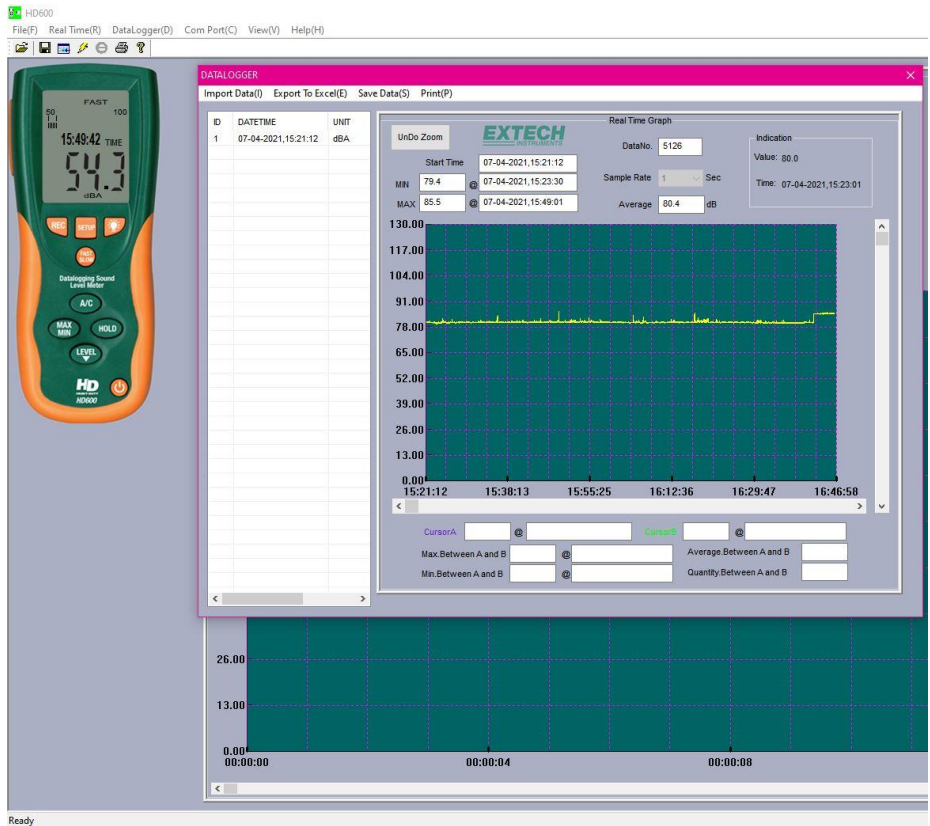 HD600
File(F) Real Time(R) DataLogger(D) Com Port(C) View(V) Help(H)
FAST
50 100
15:49:42 TIME
54.3
dBA
REC SETUP
FAST
SLOW
Datalogging Sound
Level Meter
A/C
MAX
MIN
HOLD
LEVEL
HD
HEAVY DUTY
HD600
DATALOGGER
Import Data(I) Export To Excel(E) Save Data(S) Print(P)
ID DATETIME UNIT
1 07-04-2021,15:21:12 dBA
Real Time Graph
UnDo Zoom
EXTECH
INSTRUMENTS
DataNo. 5126
Indication
Value: 80.0
Time: 07-04-2021,15:23:01
Start Time 07-04-2021,15:21:12
MIN 79.4 @ 07-04-2021,15:23:30
Sample Rate 1 Sec
MAX 85.5 @ 07-04-2021,15:49:01
Average 80.4 dB
130.00
117.00
104.00
91.00
78.00
65.00
52.00
39.00
26.00
13.00
0.00
15:21:12 15:38:13 15:55:25 16:12:36 16:29:47 16:46:58
CursorA @ CursorB @
Max.Between A and B @ Average.Between A and B
Min.Between A and B @ Quantity.Between A and B
26.00
13.00
0.00
00:00:00 00:00:04 00:00:08
Ready